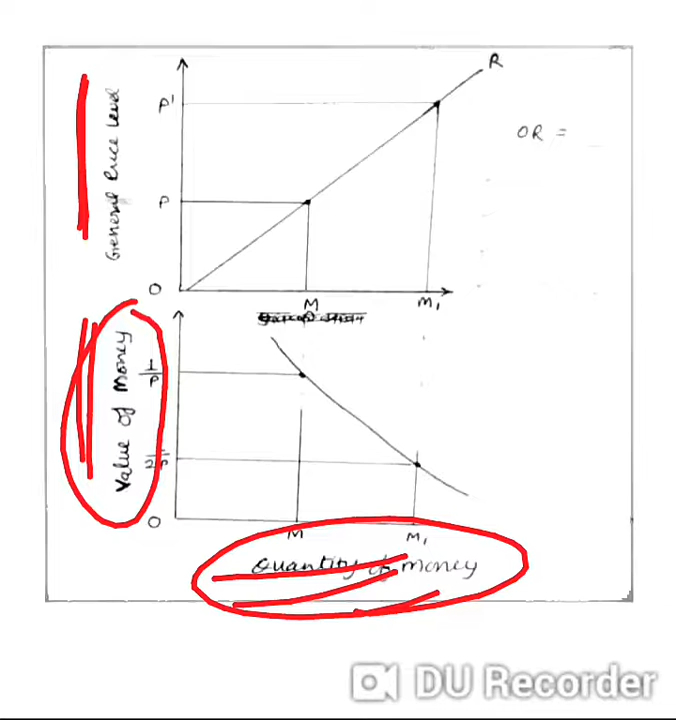 R
P'
OR =
General Price Level
P
O
M
M₁
1/P
Value of Money
O
M
M₁
Quantity of money
DU Recorder